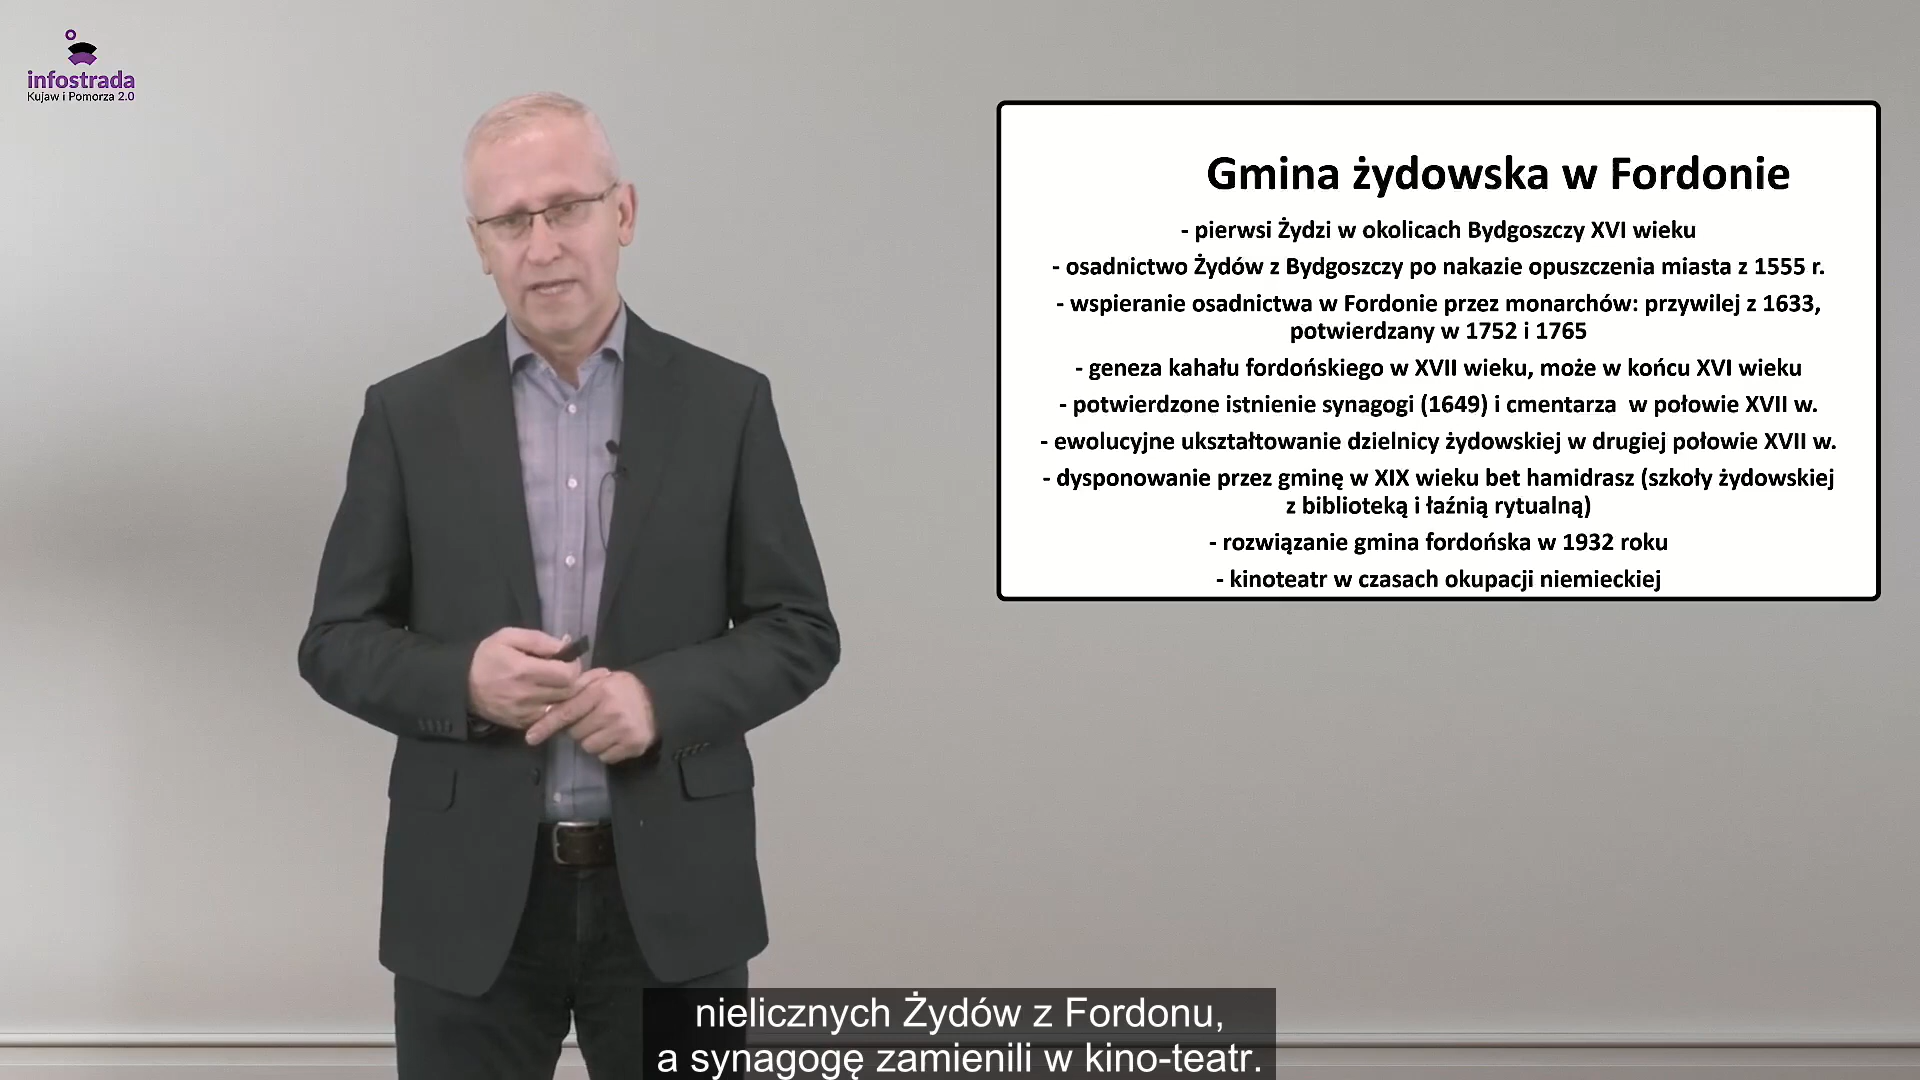 infostrada
Kujaw i Pomorza 2.0
Gmina żydowska w Fordonie
- pierwsi Żydzi w okolicach Bydgoszczy XVI wieku
- osadnictwo Żydów z Bydgoszczy po nakazie opuszczenia miasta z 1555 r.
- wspieranie osadnictwa w Fordonie przez monarchów: przywilej z 1633,
potwierdzany w 1752 i 1765
- geneza kahału fordońskiego w XVII wieku, może w końcu XVI wieku
- potwierdzone istnienie synagogi (1649) i cmentarza  w połowie XVII w.
- ewolucyjne ukształtowanie dzielnicy żydowskiej w drugiej połowie XVII w.
- dysponowanie przez gminę w XIX wieku bet hamidrasz (szkoły żydowskiej
z biblioteką i łaźnią rytualną)
- rozwiązanie gmina fordońska w 1932 roku
- kinoteatr w czasach okupacji niemieckiej
nielicznych Żydów z Fordonu,
a synagogę zamienili w kino-teatr.